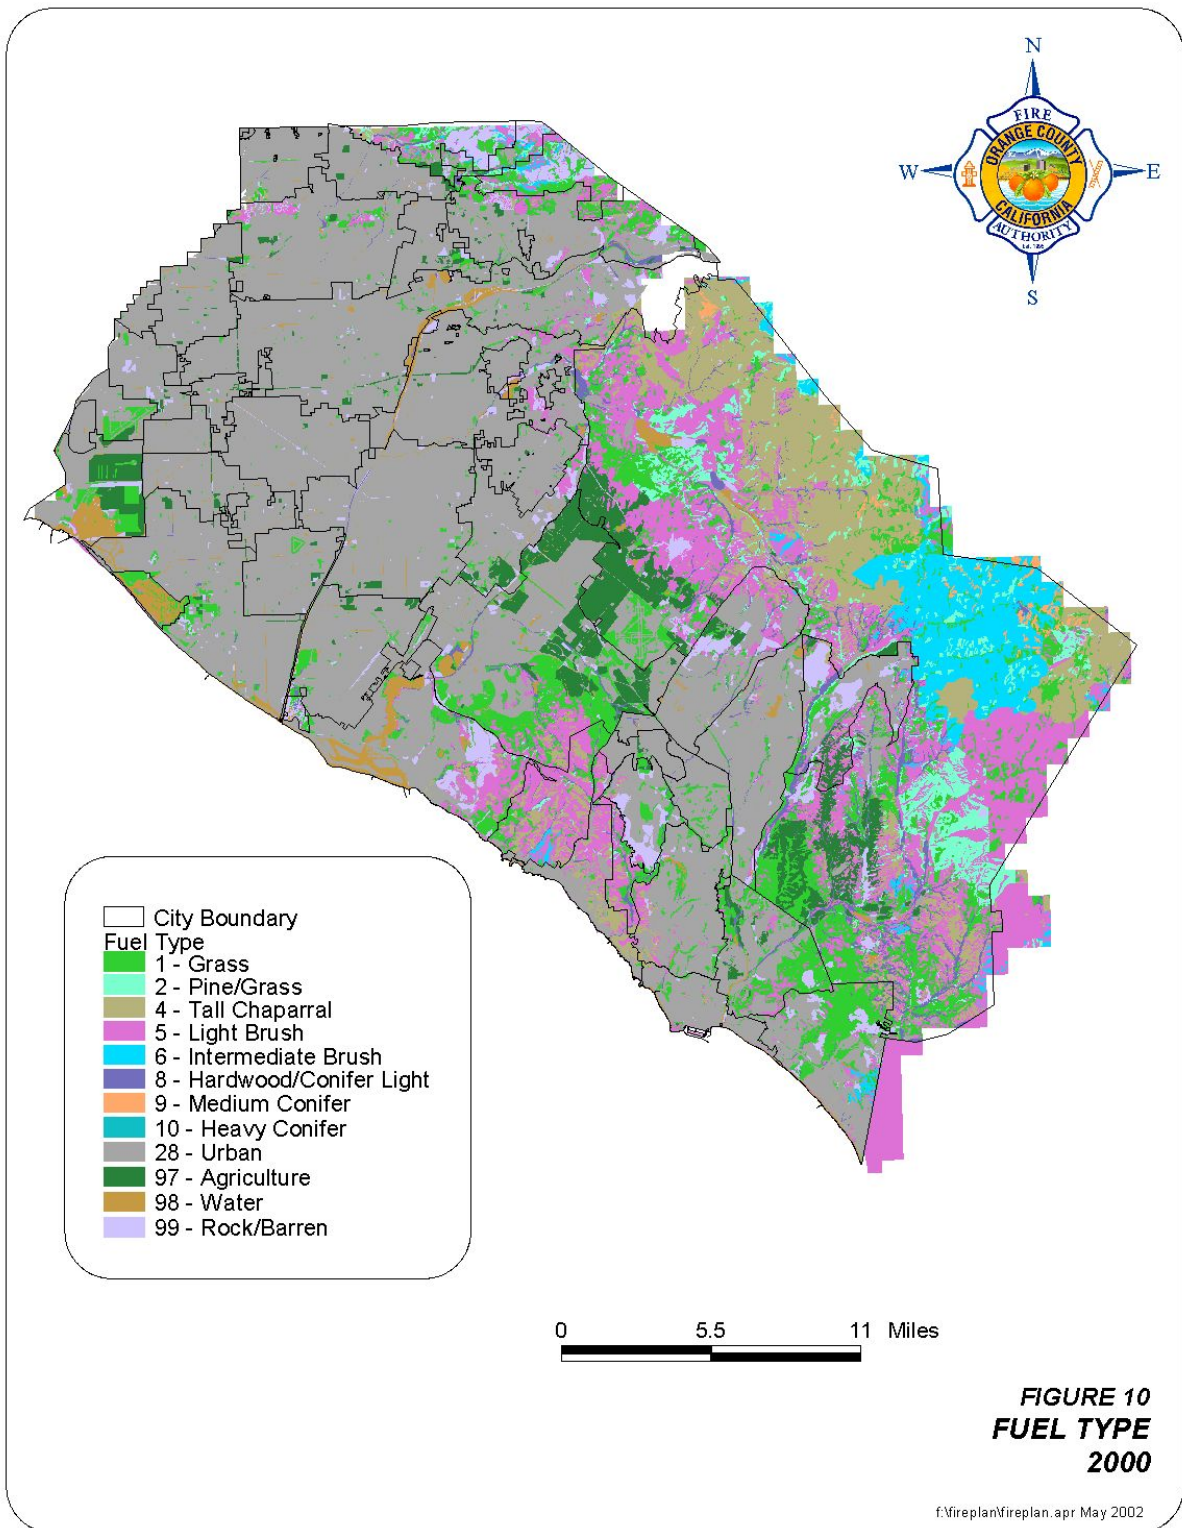 N
W
E
S
FIRE
ORANGE COUNTY
CALIFORNIA
AUTHORITY
City Boundary
Fuel Type
1 - Grass
2 - Pine/Grass
4 - Tall Chaparral
5 - Light Brush
6 - Intermediate Brush
8 - Hardwood/Conifer Light
9 - Medium Conifer
10 - Heavy Conifer
28 - Urban
97 - Agriculture
98 - Water
99 - Rock/Barren
0 5.5 11 Miles
FIGURE 10
FUEL TYPE
2000
f:\fireplan\fireplan.apr May 2002